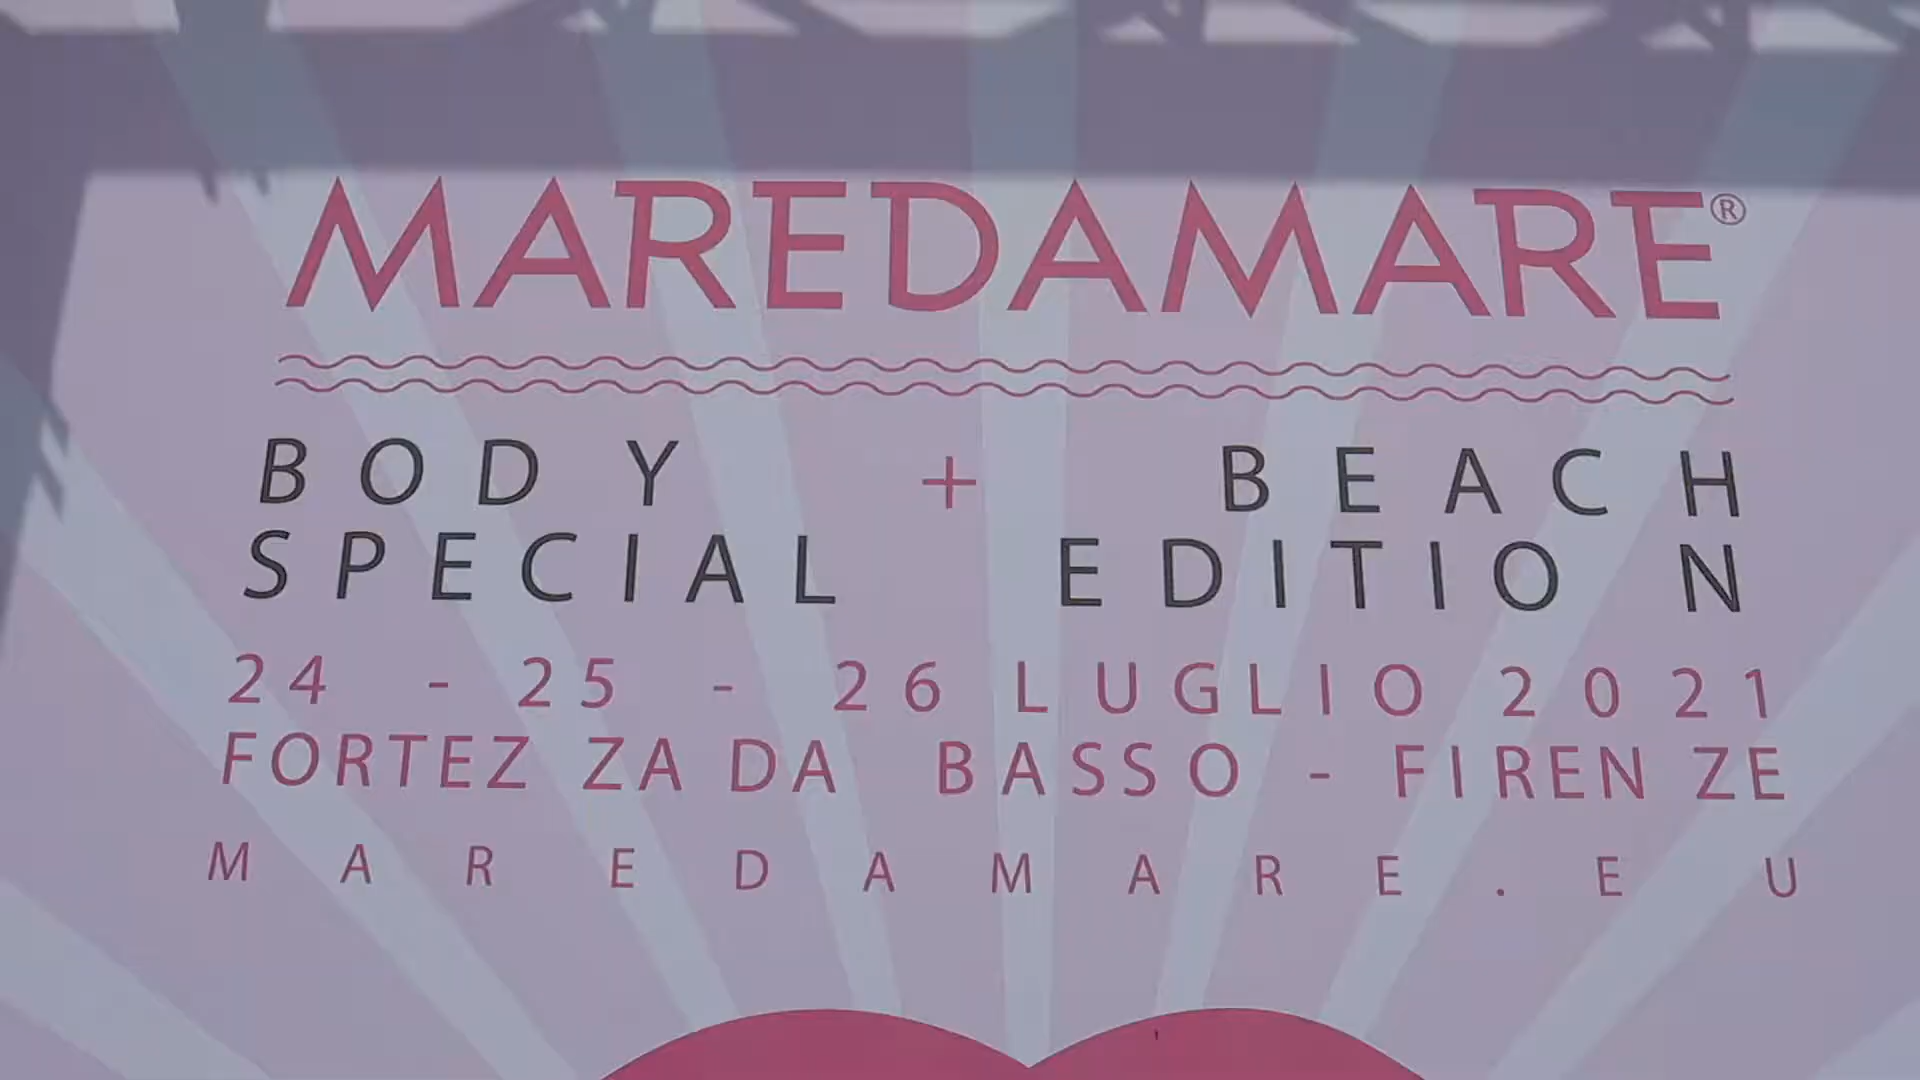 MAREDAMARE®
BODY + BEACH
SPECIAL EDITION
24 - 25 - 26 LUGLIO 2021
FORTEZZA DA BASSO - FIRENZE
MAREDAMARE.EU